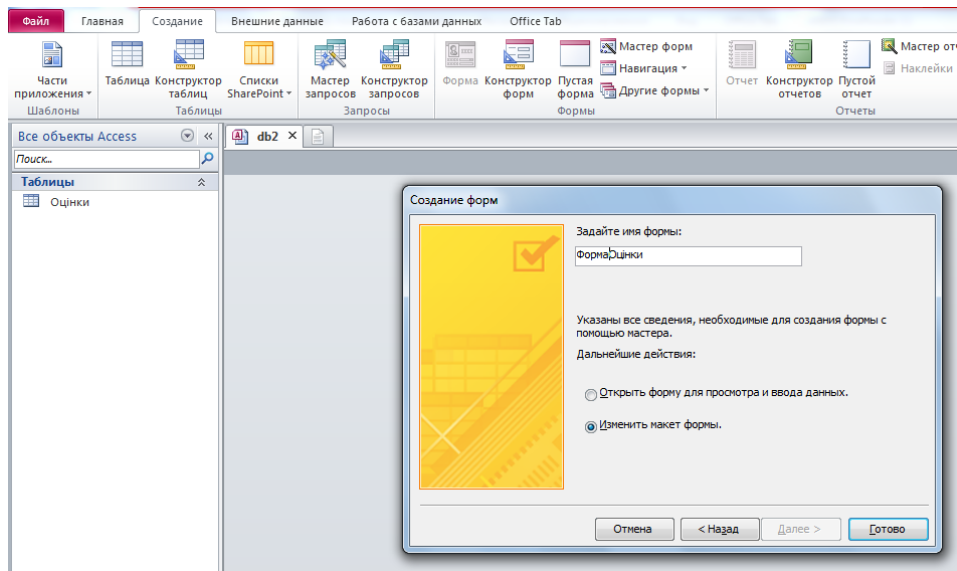 Файл Главная Создание Внешние данные Работа с базами данных Office Tab
Части приложения Таблица Конструктор таблиц Списки SharePoint Мастер запросов Конструктор запросов Форма Конструктор форм Пустая форма Мастер форм
Навигация
Другие формы
Отчет Конструктор отчетов Пустой отчет Мастер от
Наклейки
Шаблоны Таблицы Запросы Формы Отчеты
Все объекты Access
db2
Поиск...
Таблицы
Оцінки
Создание форм
Задайте имя формы:
ФормаОцінки
Указаны все сведения, необходимые для создания формы с
помощью мастера.
Дальнейшие действия:
Открыть форму для просмотра и ввода данных.
Изменить макет формы.
Отмена < Назад Далее > Готово